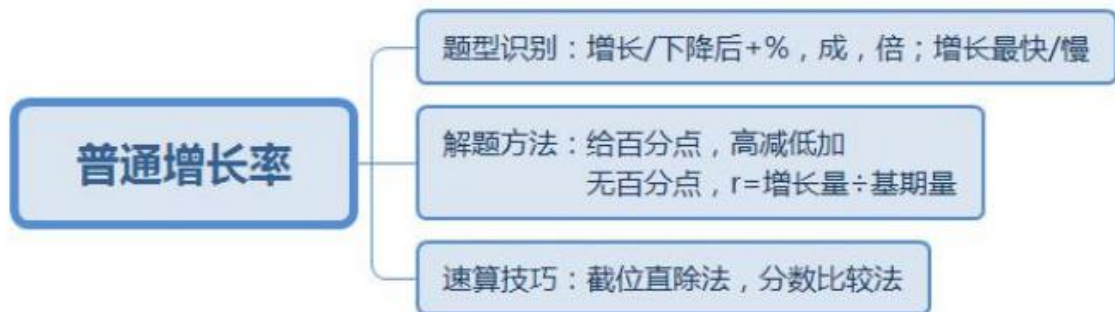 普通增长率
题型识别：增长/下降后+%，成，倍；增长最快/慢
解题方法：给百分点，高减低加
无百分点，r=增长量÷基期量
速算技巧：截位直除法，分数比较法